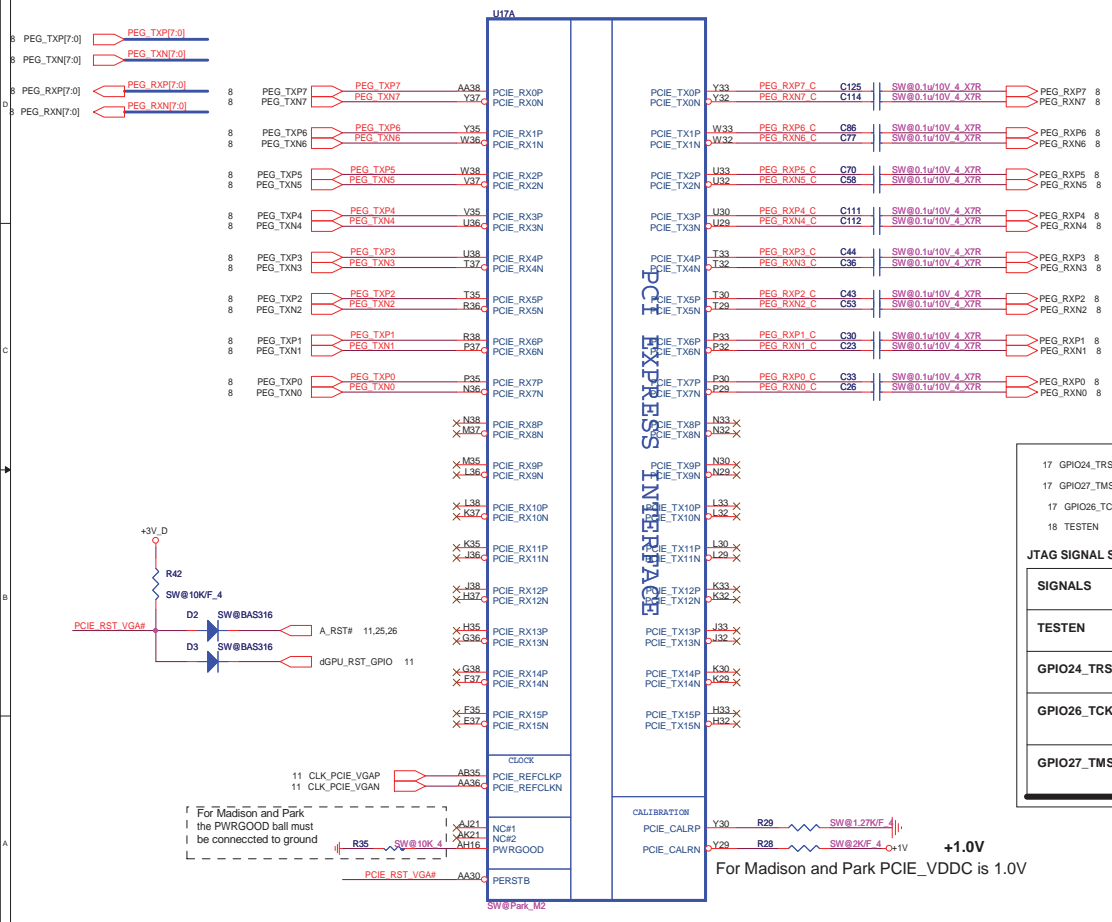 U17A
8 PEG_TXP[7:0] PEG_TXP[7:0]
8 PEG_TXN[7:0] PEG_TXN[7:0]
8 PEG_RXP[7:0] PEG_RXP[7:0]
8 PEG_RXN[7:0] PEG_RXN[7:0]
8 PEG_TXP7 PEG_TXP7 AA38 PCIE_RX0P PCIE_TX0P Y33 PEG_RXP7_C C125 SW@0.1u/10V_4_X7R PEG_RXP7 8
8 PEG_TXN7 PEG_TXN7 Y37 PCIE_RX0N PCIE_TX0N Y32 PEG_RXN7_C C114 SW@0.1u/10V_4_X7R PEG_RXN7 8
8 PEG_TXP6 PEG_TXP6 Y35 PCIE_RX1P PCIE_TX1P W33 PEG_RXP6_C C86 SW@0.1u/10V_4_X7R PEG_RXP6 8
8 PEG_TXN6 PEG_TXN6 W36 PCIE_RX1N PCIE_TX1N W32 PEG_RXN6_C C77 SW@0.1u/10V_4_X7R PEG_RXN6 8
8 PEG_TXP5 PEG_TXP5 W38 PCIE_RX2P PCIE_TX2P U33 PEG_RXP5_C C70 SW@0.1u/10V_4_X7R PEG_RXP5 8
8 PEG_TXN5 PEG_TXN5 V37 PCIE_RX2N PCIE_TX2N U32 PEG_RXN5_C C58 SW@0.1u/10V_4_X7R PEG_RXN5 8
8 PEG_TXP4 PEG_TXP4 V35 PCIE_RX3P PCIE_TX3P U30 PEG_RXP4_C C111 SW@0.1u/10V_4_X7R PEG_RXP4 8
8 PEG_TXN4 PEG_TXN4 U36 PCIE_RX3N PCIE_TX3N U29 PEG_RXN4_C C112 SW@0.1u/10V_4_X7R PEG_RXN4 8
8 PEG_TXP3 PEG_TXP3 U38 PCIE_RX4P PCIE_TX4P T33 PEG_RXP3_C C44 SW@0.1u/10V_4_X7R PEG_RXP3 8
8 PEG_TXN3 PEG_TXN3 T37 PCIE_RX4N PCIE_TX4N T32 PEG_RXN3_C C36 SW@0.1u/10V_4_X7R PEG_RXN3 8
8 PEG_TXP2 PEG_TXP2 T35 PCIE_RX5P PCIE_TX5P T30 PEG_RXP2_C C43 SW@0.1u/10V_4_X7R PEG_RXP2 8
8 PEG_TXN2 PEG_TXN2 R36 PCIE_RX5N PCIE_TX5N T29 PEG_RXN2_C C53 SW@0.1u/10V_4_X7R PEG_RXN2 8
8 PEG_TXP1 PEG_TXP1 R38 PCIE_RX6P PCIE_TX6P P33 PEG_RXP1_C C30 SW@0.1u/10V_4_X7R PEG_RXP1 8
8 PEG_TXN1 PEG_TXN1 P37 PCIE_RX6N PCIE_TX6N P32 PEG_RXN1_C C23 SW@0.1u/10V_4_X7R PEG_RXN1 8
8 PEG_TXP0 PEG_TXP0 P35 PCIE_RX7P PCIE_TX7P P30 PEG_RXP0_C C33 SW@0.1u/10V_4_X7R PEG_RXP0 8
8 PEG_TXN0 PEG_TXN0 N36 PCIE_RX7N PCIE_TX7N P29 PEG_RXN0_C C26 SW@0.1u/10V_4_X7R PEG_RXN0 8
N38 PCIE_RX8P PCIE_TX8P N33
M37 PCIE_RX8N PCIE_TX8N N32
M35 PCIE_RX9P PCIE_TX9P N30
L36 PCIE_RX9N PCIE_TX9N N29
L38 PCIE_RX10P PCIE_TX10P L33
K37 PCIE_RX10N PCIE_TX10N L32
K35 PCIE_RX11P PCIE_TX11P L30
J36 PCIE_RX11N PCIE_TX11N L29
J38 PCIE_RX12P PCIE_TX12P K33
H37 PCIE_RX12N PCIE_TX12N K32
H35 PCIE_RX13P PCIE_TX13P J33
G36 PCIE_RX13N PCIE_TX13N J32
G38 PCIE_RX14P PCIE_TX14P K30
F37 PCIE_RX14N PCIE_TX14N K29
F35 PCIE_RX15P PCIE_TX15P H33
E37 PCIE_RX15N PCIE_TX15N H32
PCI EXPRESS INTERFACE
D
C
B
A
+3V_D
R42
SW@10K/F_4
D2 SW@BAS316
PCIE_RST_VGA# A_RST# 11,25,26
D3 SW@BAS316
dGPU_RST_GPIO 11
CLOCK
11 CLK_PCIE_VGAP AB35 PCIE_REFCLKP
11 CLK_PCIE_VGAN AA36 PCIE_REFCLKN
For Madison and Park
the PWRGOOD ball must
be conneccted to ground
AJ21 NC#1
AK21 NC#2
R35 SW@10K_4 AH16 PWRGOOD
PCIE_RST_VGA# AA30 PERSTB
SW@Park_M2
CALIBRATION
PCIE_CALRP Y30 R29 SW@1.27K/F_4
PCIE_CALRN Y29 R28 SW@2K/F_4 +1V
+1.0V
For Madison and Park PCIE_VDDC is 1.0V
17 GPIO24_TRS
17 GPIO27_TMS
17 GPIO26_TC
18 TESTEN
JTAG SIGNAL S
SIGNALS
TESTEN
GPIO24_TRS
GPIO26_TCK
GPIO27_TMS